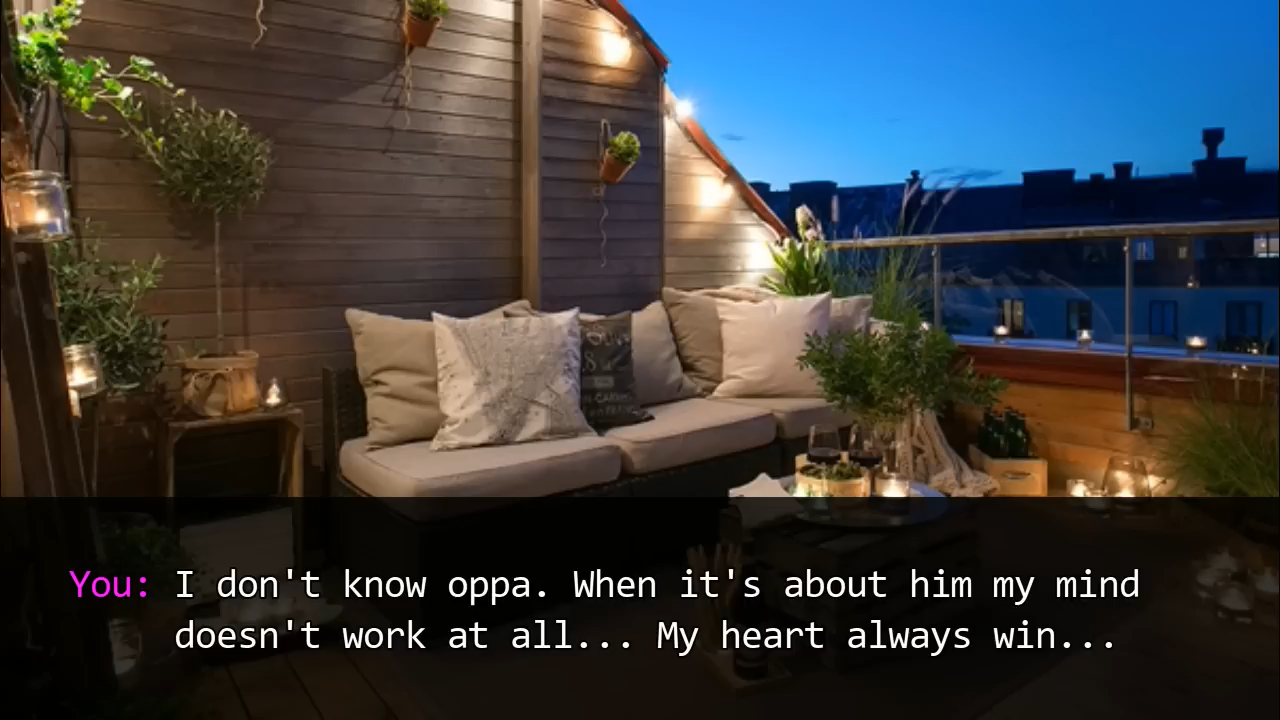 You: I don't know oppa. When it's about him my mind
doesn't work at all... My heart always win...